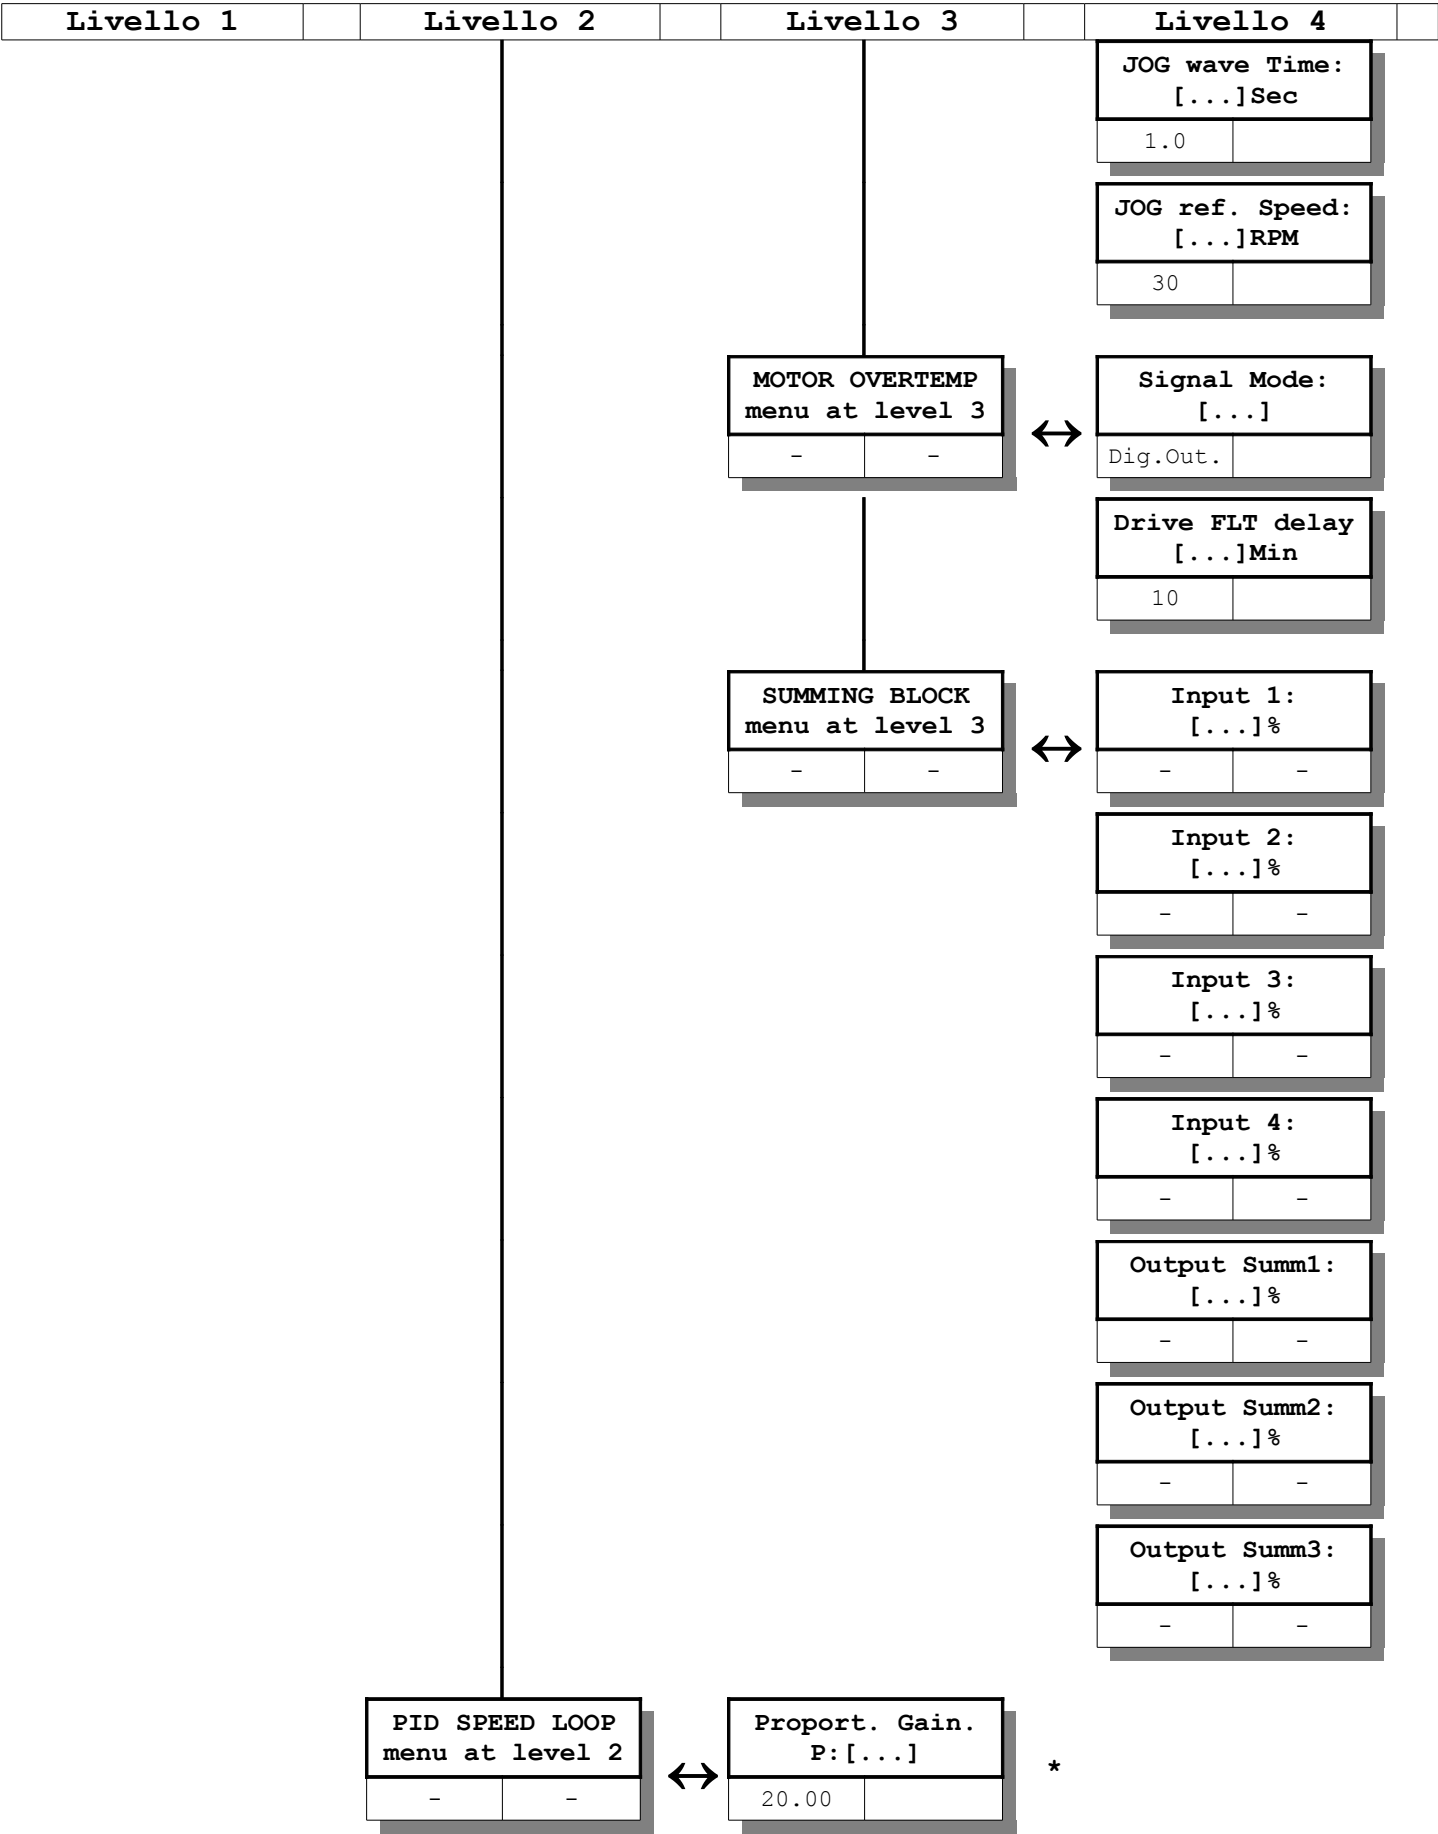 Livello 1 Livello 2 Livello 3 Livello 4
JOG wave Time:
[...]Sec
1.0
JOG ref. Speed:
[...]RPM
30
MOTOR OVERTEMP
menu at level 3
- -
Signal Mode:
[...]
Dig.Out.
Drive FLT delay
[...]Min
10
SUMMING BLOCK
menu at level 3
- -
Input 1:
[...]%
- -
Input 2:
[...]%
- -
Input 3:
[...]%
- -
Input 4:
[...]%
- -
Output Summ1:
[...]%
- -
Output Summ2:
[...]%
- -
Output Summ3:
[...]%
- -
PID SPEED LOOP
menu at level 2
- -
Proport. Gain.
P:[...]
20.00
*